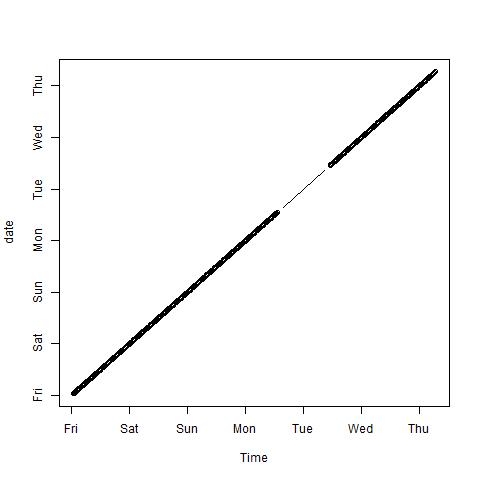 Thu
Wed
Tue
Mon
Sun
Sat
Fri
date
Fri Sat Sun Mon Tue Wed Thu
Time